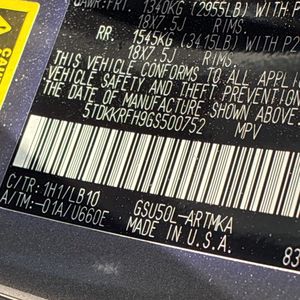 GAWR:FRT. 1340KG (2955LB) WITH P
18X7.5J RIMS.
RR. 1545KG (3415LB) WITH P2
18X7.5J RIMS.
THIS VEHICLE CONFORMS TO ALL APPLIC
VEHICLE SAFETY AND THEFT PREVENTION
THE DATE OF MANUFACTURE SHOWN ABOVE
5TDKKRFH9GS500752 MPV
C/TR: 1H1/LB10 GSU50L-ARTMKA
A/TM:-01A/U660E MADE IN U.S.A. 83